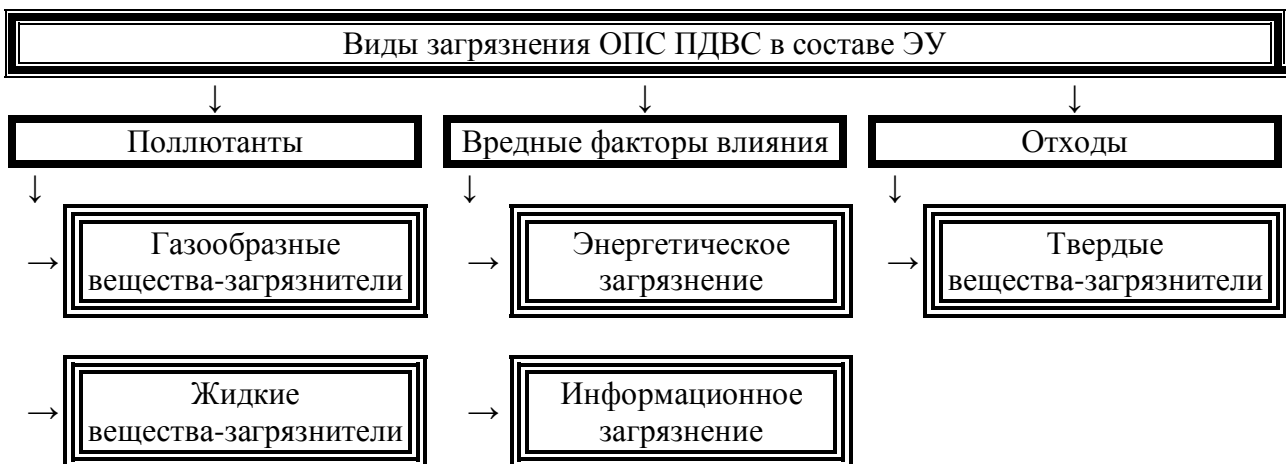 Виды загрязнения ОПС ПДВС в составе ЭУ
↓ ↓ ↓
Поллютанты
Вредные факторы влияния
Отходы
↓ ↓ ↓
→ Газообразные
вещества-загрязнители
→ Энергетическое
загрязнение
→ Твердые
вещества-загрязнители
→ Жидкие
вещества-загрязнители
→ Информационное
загрязнение